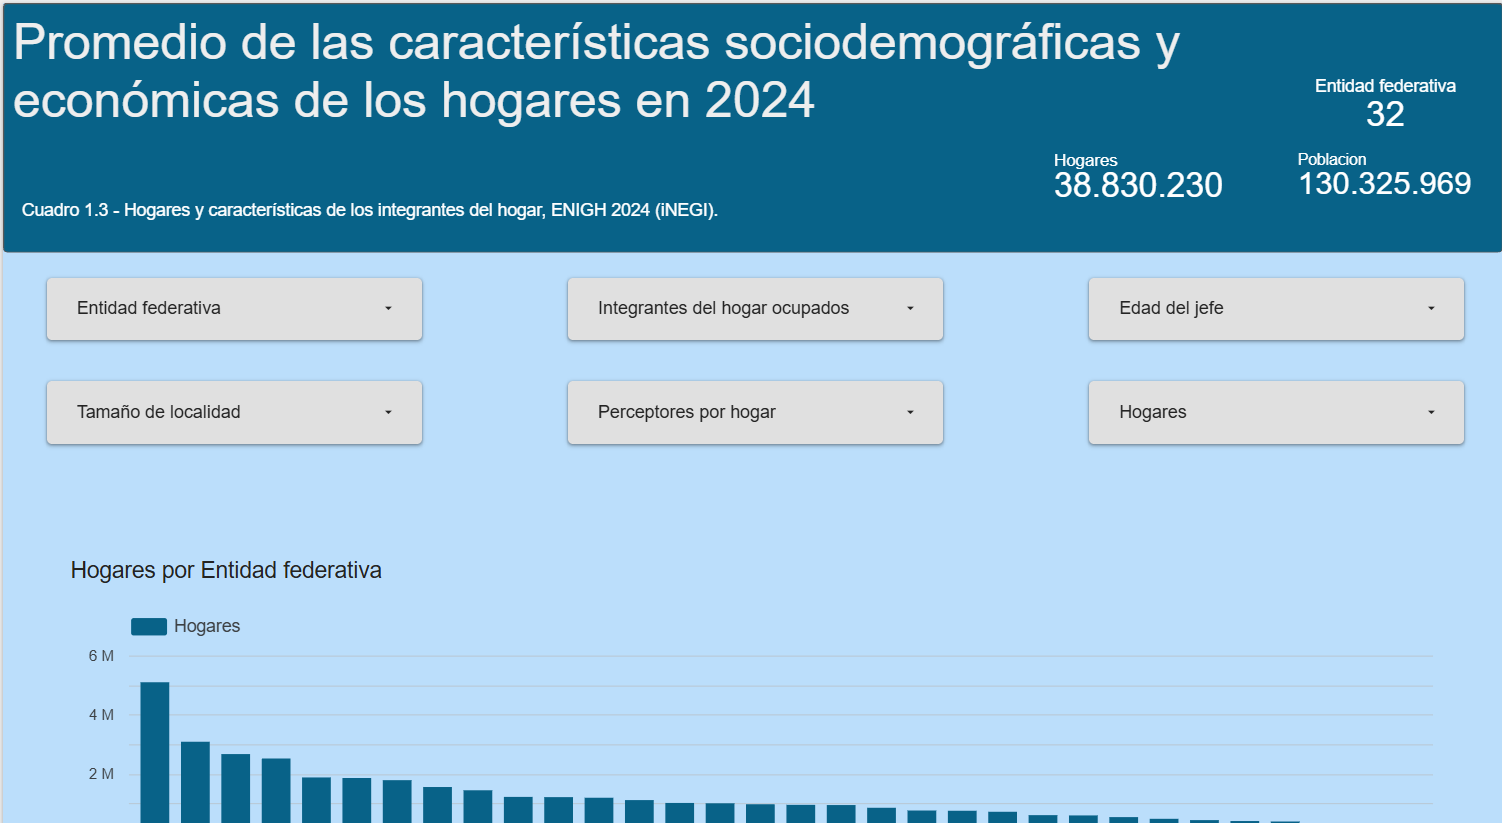 Promedio de las características sociodemográficas y
económicas de los hogares en 2024
Entidad federativa
32
Hogares
38.830.230
Poblacion
130.325.969
Cuadro 1.3 - Hogares y características de los integrantes del hogar, ENIGH 2024 (iNEGI).
Entidad federativa
Integrantes del hogar ocupados
Edad del jefe
Tamaño de localidad
Perceptores por hogar
Hogares
Hogares por Entidad federativa
Hogares
6 M
4 M
2 M